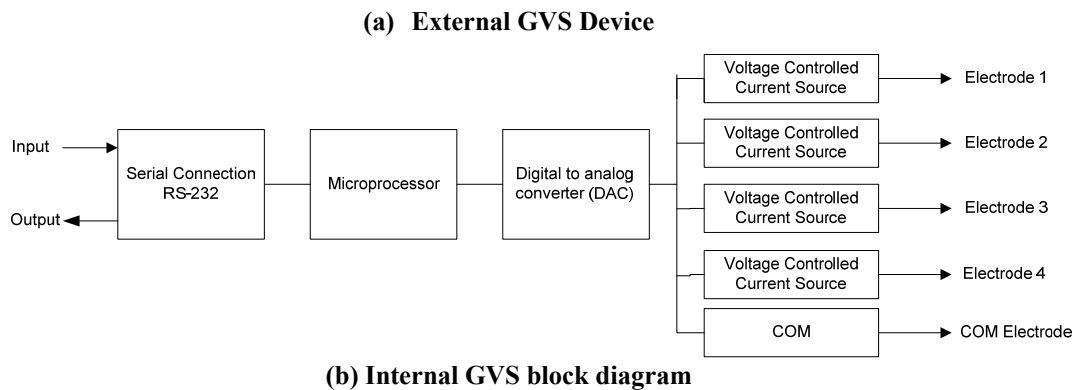 (a) External GVS Device
Input
Output
Serial Connection
RS-232
Microprocessor
Digital to analog
converter (DAC)
Voltage Controlled
Current Source
Electrode 1
Voltage Controlled
Current Source
Electrode 2
Voltage Controlled
Current Source
Electrode 3
Voltage Controlled
Current Source
Electrode 4
COM
COM Electrode
(b) Internal GVS block diagram